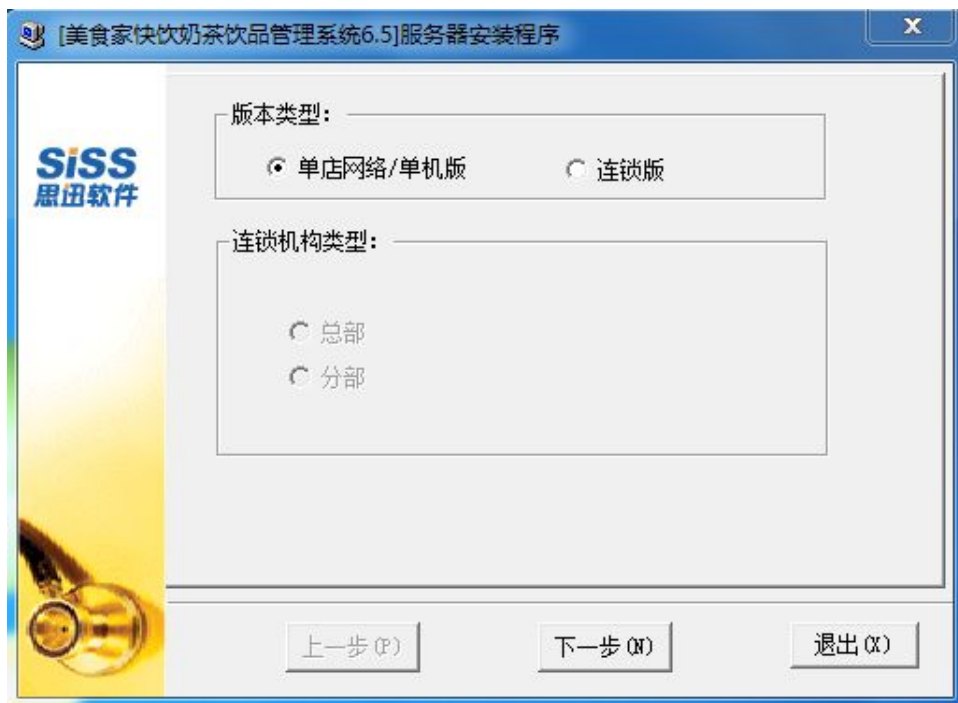 [美食家快饮奶茶饮品管理系统6.5]服务器安装程序
X
SiSS
思迅软件
版本类型：
单店网络/单机版 连锁版
连锁机构类型：
总部
分部
上一步(P) 下一步(N) 退出(X)